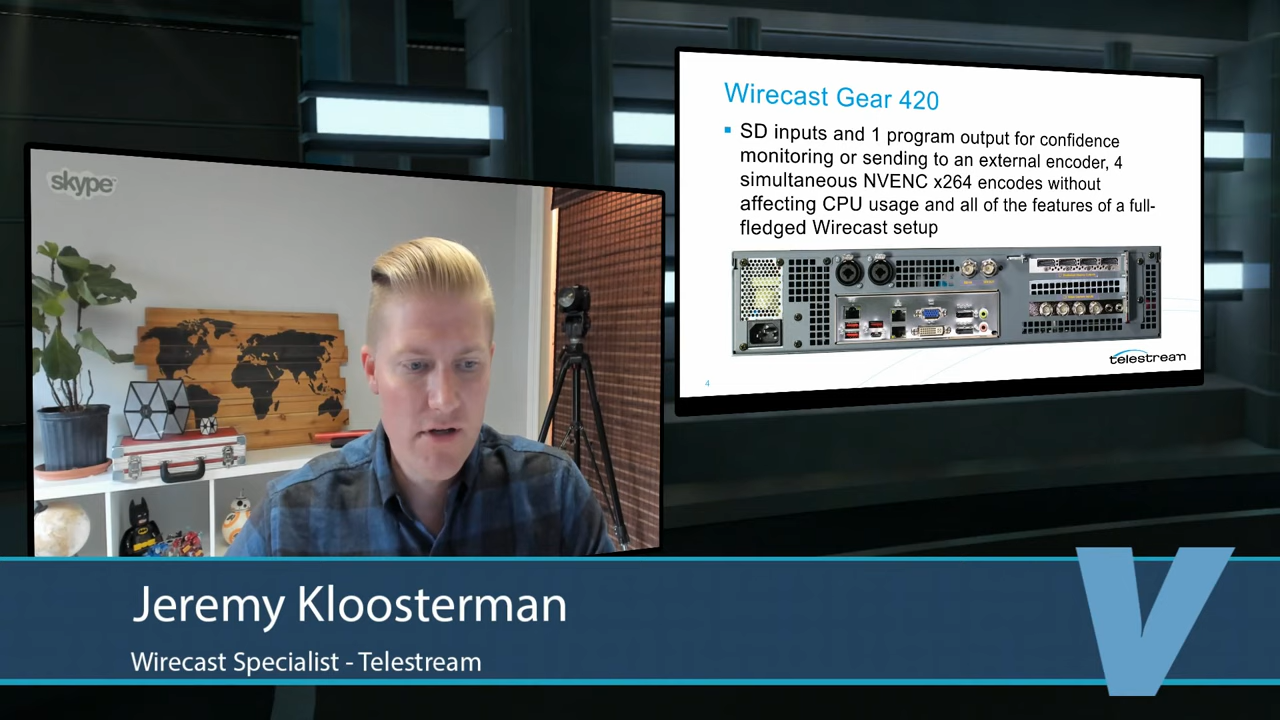 skype
Wirecast Gear 420
▪ SD inputs and 1 program output for confidence
monitoring or sending to an external encoder, 4
simultaneous NVENC x264 encodes without
affecting CPU usage and all of the features of a full-
fledged Wirecast setup
telestream
4
Jeremy Kloosterman
Wirecast Specialist - Telestream
V